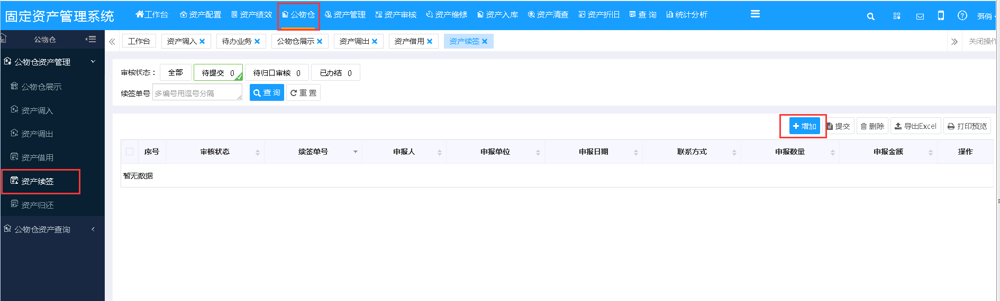 固定资产管理系统 工作台 资产配置 资产绩效 公物仓 资产管理 资产审核 资产维修 资产入库 资产清查 资产折旧 查 询 统计分析
公物仓 工作台 资产调入 待办业务 公物仓展示 资产调出 资产借用 资产续签
公物仓资产管理
公物仓展示
资产调入
资产调出
资产借用
资产续签
资产归还
公物仓资产查询
审核状态： 全部 待提交 0 待归口审核 0 已办结 0
续签单号 多编号用逗号分隔 查 询 重 置
增加 提交 删除 导出Excel 打印预览
序号 审核状态 续签单号 申报人 申报单位 申报日期 联系方式 申报数量 申报金额 操作
暂无数据